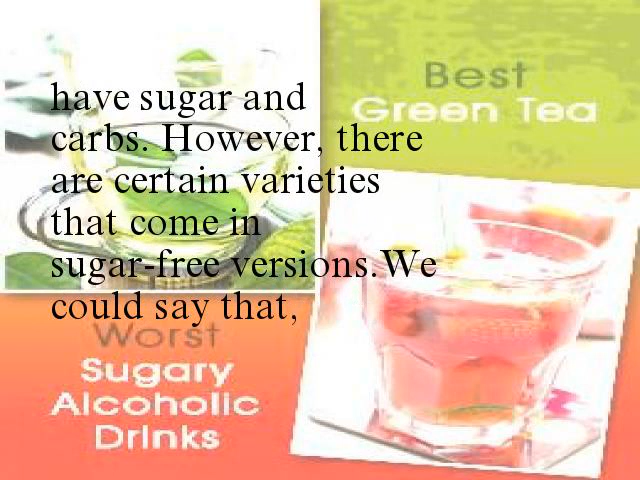 have sugar and
carbs. However, there
are certain varieties
that come in
sugar-free versions.We
could say that,
Best
Green Tea
Worst
Sugary
Alcoholic
Drinks